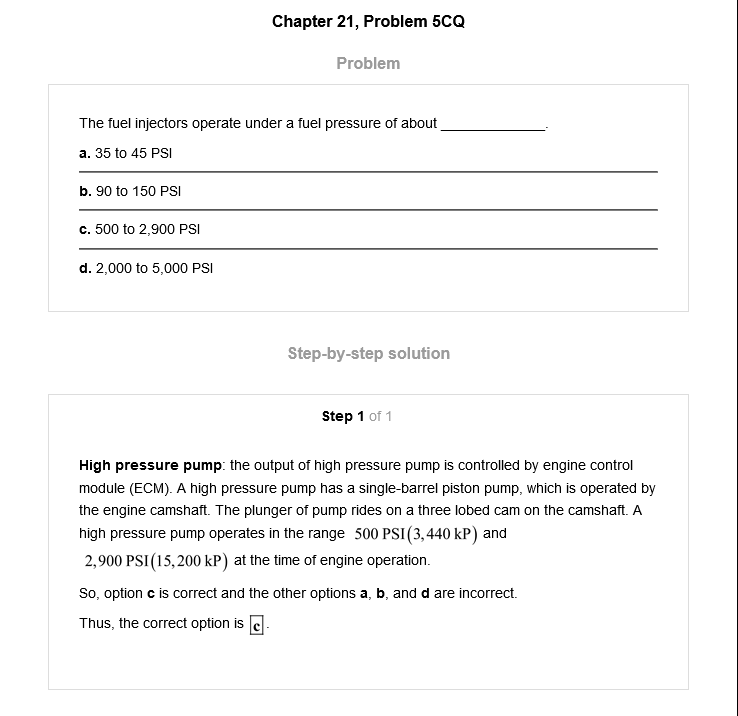 Chapter 21, Problem 5CQ
Problem
The fuel injectors operate under a fuel pressure of about _____________.
a. 35 to 45 PSI
b. 90 to 150 PSI
c. 500 to 2,900 PSI
d. 2,000 to 5,000 PSI
Step-by-step solution
Step 1 of 1
High pressure pump: the output of high pressure pump is controlled by engine control
module (ECM). A high pressure pump has a single-barrel piston pump, which is operated by
the engine camshaft. The plunger of pump rides on a three lobed cam on the camshaft. A
high pressure pump operates in the range 500 PSI(3,440 kP) and
2,900 PSI(15,200 kP) at the time of engine operation.
So, option c is correct and the other options a, b, and d are incorrect.
Thus, the correct option is c.